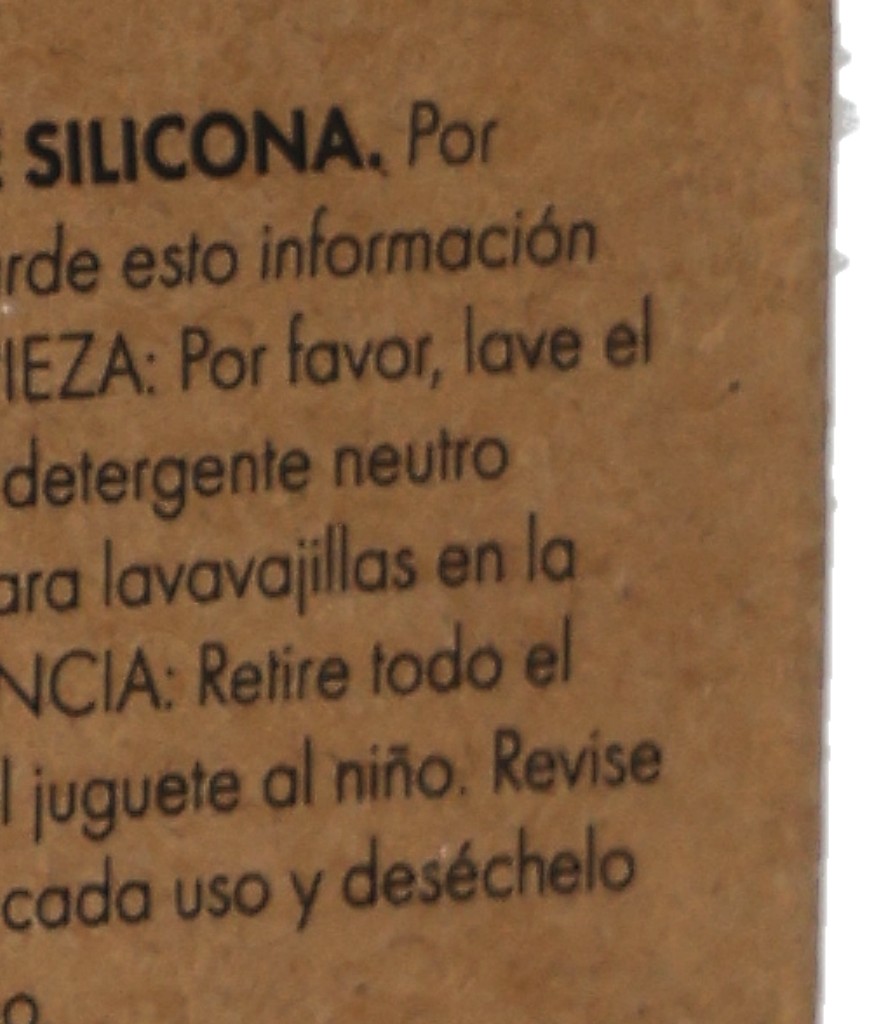 SILICONA. Por
rde esto información
IEZA: Por favor, lave el
detergente neutro
ara lavavajillas en la
NCIA: Retire todo el
l juguete al niño. Revise
cada uso y deséchelo
o